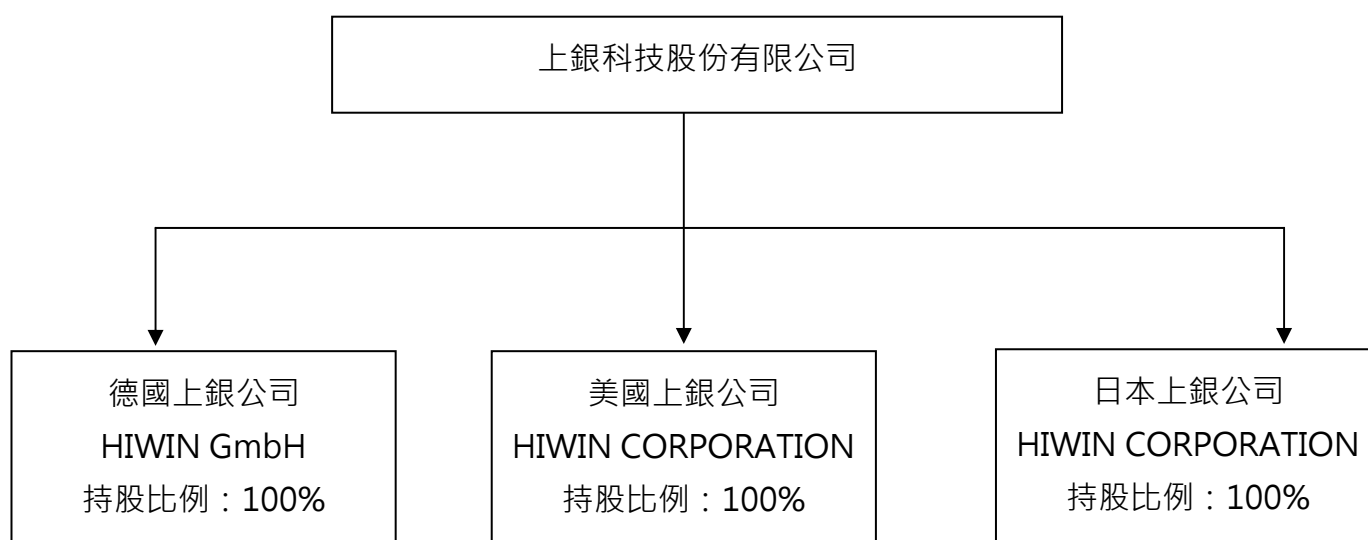 上銀科技股份有限公司
德國上銀公司
HIWIN GmbH
持股比例：100%
美國上銀公司
HIWIN CORPORATION
持股比例：100%
日本上銀公司
HIWIN CORPORATION
持股比例：100%